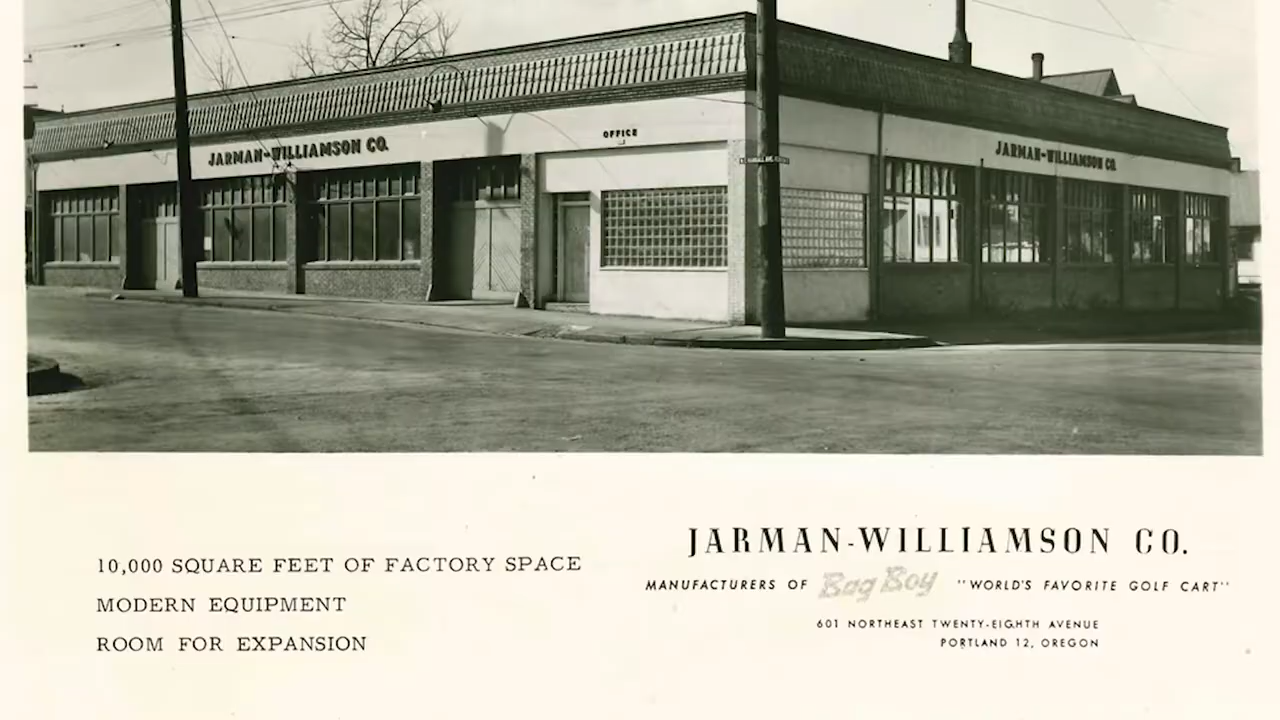 JARMAN-WILLIAMSON CO.
OFFICE
JARMAN-WILLIAMSON CO.
10,000 SQUARE FEET OF FACTORY SPACE
MODERN EQUIPMENT
ROOM FOR EXPANSION
JARMAN-WILLIAMSON CO.
MANUFACTURERS OF Bag Boy "WORLD'S FAVORITE GOLF CART"
601 NORTHEAST TWENTY-EIGHTH AVENUE
PORTLAND 12, OREGON